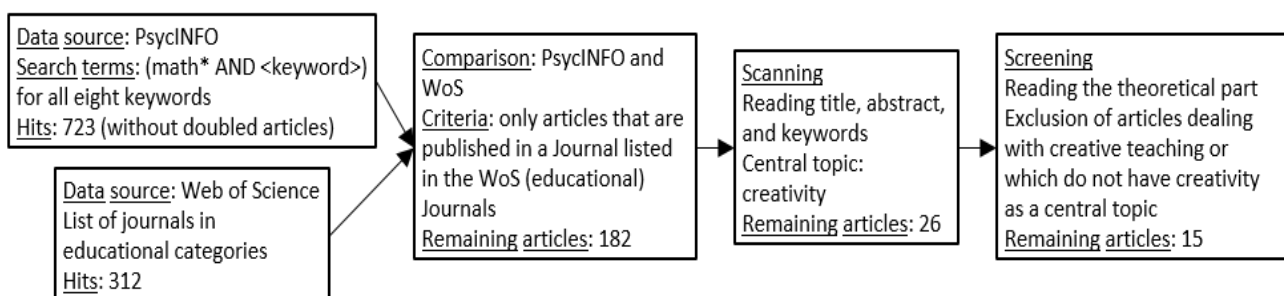 Data source: PsycINFO
Search terms: (math* AND <keyword>)
for all eight keywords
Hits: 723 (without doubled articles)
Data source: Web of Science
List of journals in
educational categories
Hits: 312
Comparison: PsycINFO and
WoS
Criteria: only articles that are
published in a Journal listed
in the WoS (educational)
Journals
Remaining articles: 182
Scanning
Reading title, abstract,
and keywords
Central topic:
creativity
Remaining articles: 26
Screening
Reading the theoretical part
Exclusion of articles dealing
with creative teaching or
which do not have creativity
as a central topic
Remaining articles: 15